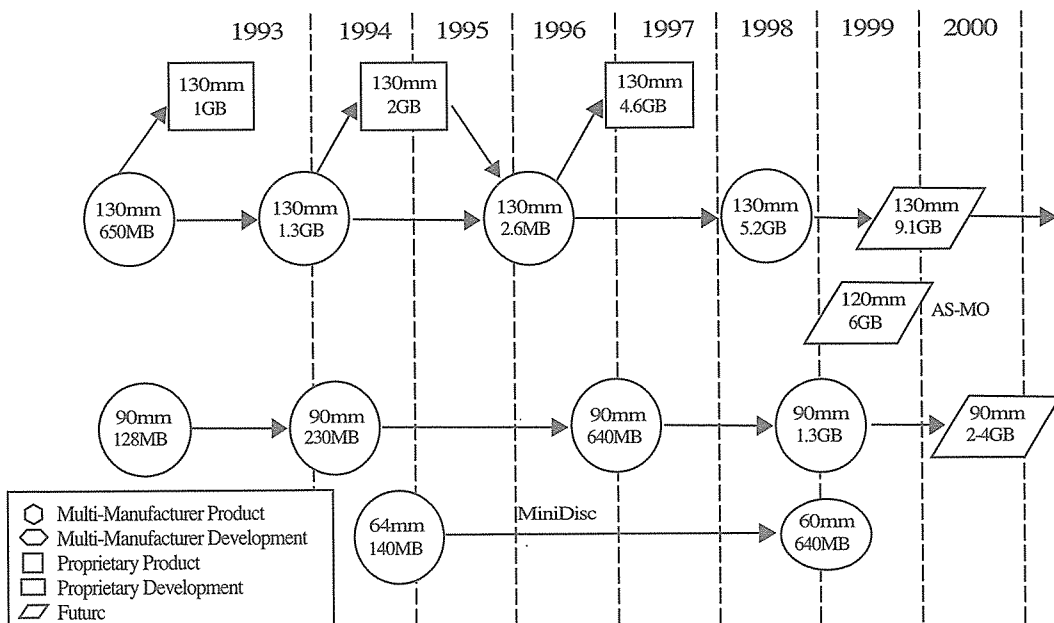 1993 1994 1995 1996 1997 1998 1999 2000
130mm
1GB
130mm
2GB
130mm
4.6GB
130mm
650MB
130mm
1.3GB
130mm
2.6MB
130mm
5.2GB
130mm
9.1GB
120mm
6GB
AS-MO
90mm
128MB
90mm
230MB
90mm
640MB
90mm
1.3GB
90mm
2-4GB
64mm
140MB
MiniDisc
60mm
640MB
Multi-Manufacturer Product
Multi-Manufacturer Development
Proprietary Product
Proprietary Development
Futurc